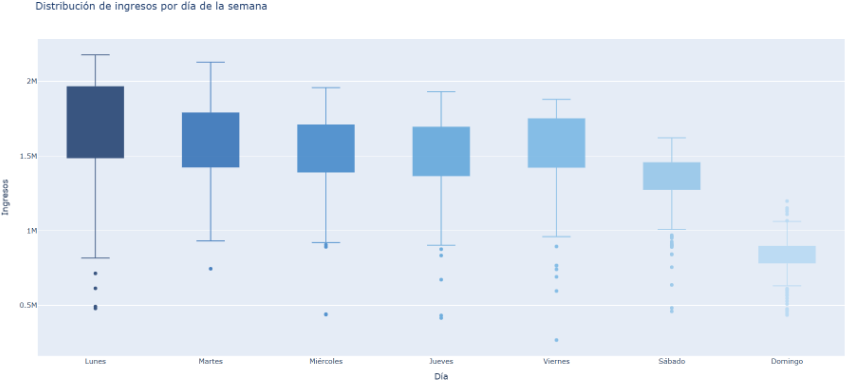 Distribución de ingresos por día de la semana
Ingresos
2M
1.5M
1M
0.5M
Lunes Martes Miércoles Jueves Viernes Sábado Domingo
Día